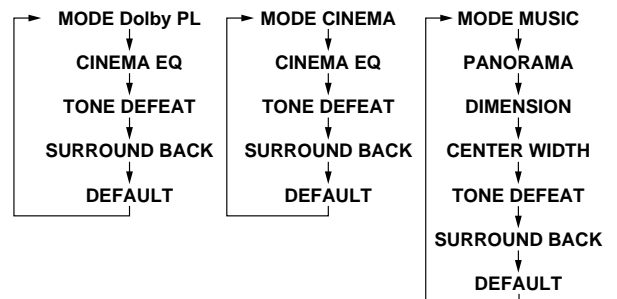 MODE Dolby PL
CINEMA EQ
TONE DEFEAT
SURROUND BACK
DEFAULT
MODE CINEMA
CINEMA EQ
TONE DEFEAT
SURROUND BACK
DEFAULT
MODE MUSIC
PANORAMA
DIMENSION
CENTER WIDTH
TONE DEFEAT
SURROUND BACK
DEFAULT